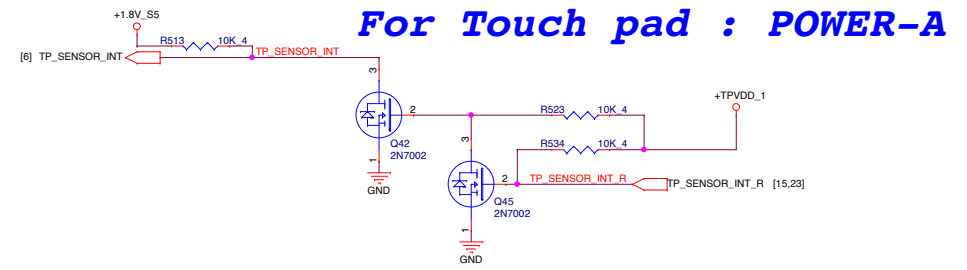 For Touch pad : POWER-A
+1.8V_S5
R513 10K_4
[6] TP_SENSOR_INT TP_SENSOR_INT
3
2
Q42
2N7002
1
GND
+TPVDD_1
R523 10K_4
R534 10K_4
3
2
TP_SENSOR_INT_R
TP_SENSOR_INT_R [15,23]
Q45
2N7002
1
GND